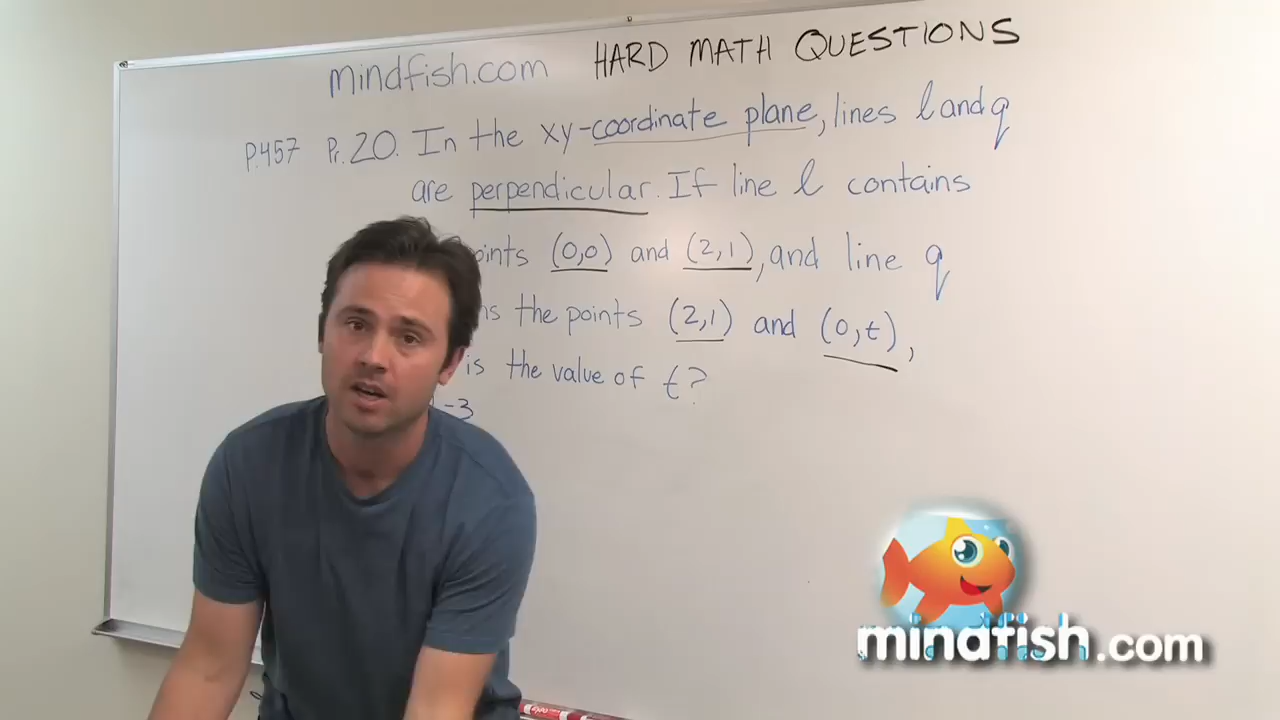 mindfish.com HARD MATH QUESTIONS
P.457 Pr. 20. In the xy-coordinate plane, lines l and q
are perpendicular. If line l contains
(0,0) and (2,1), and line q
the points (2,1) and (0,t),
is the value of t?
-3
mindfish.com